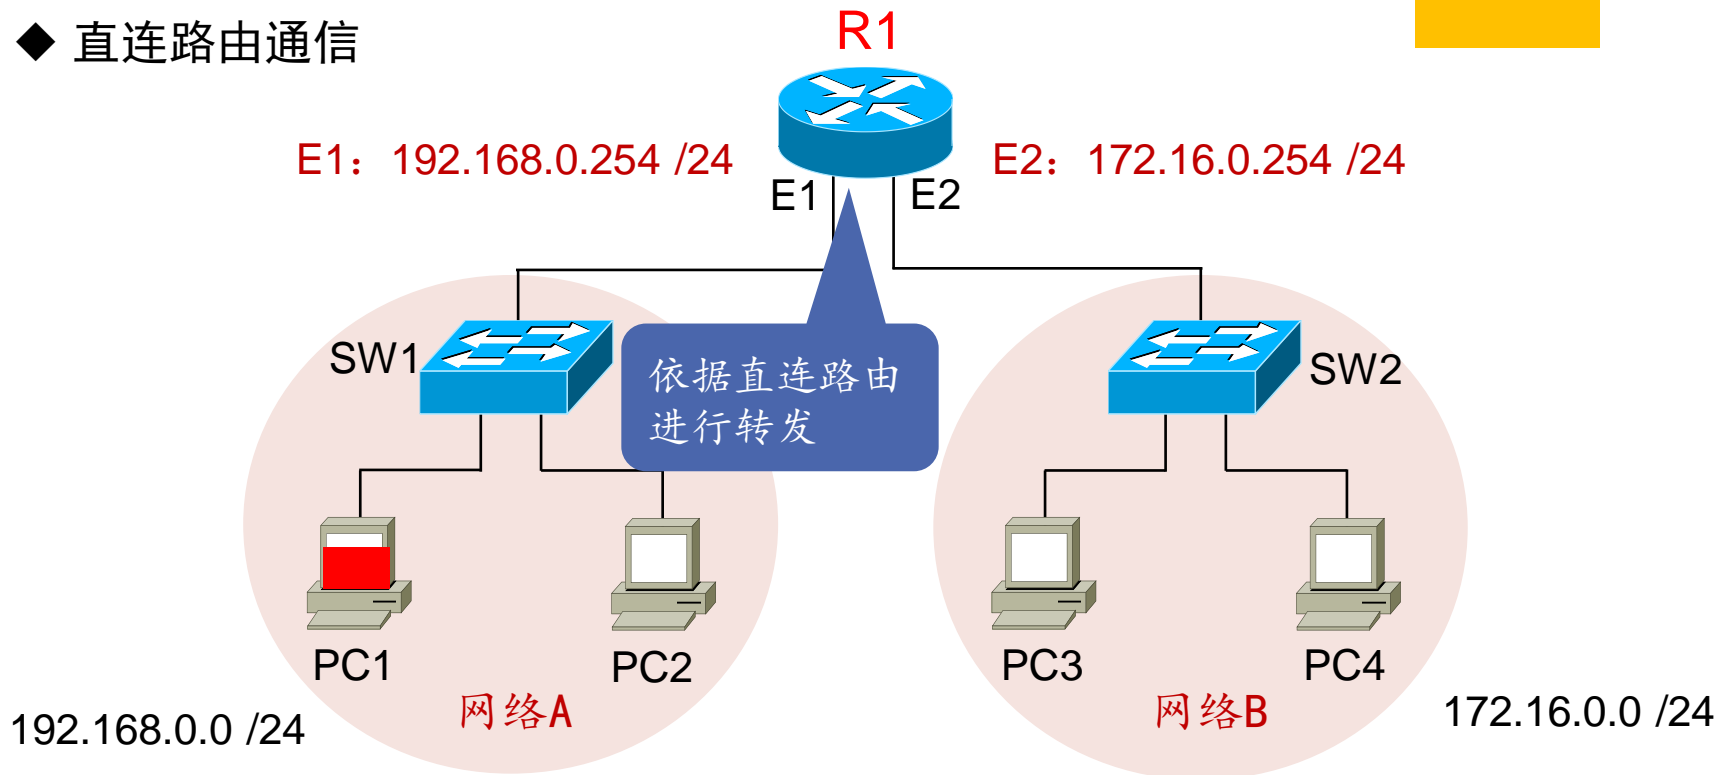 ◆ 直连路由通信
R1
E1：192.168.0.254 /24
E2：172.16.0.254 /24
E1
E2
SW1
依据直连路由
进行转发
SW2
PC1
PC2
PC3
PC4
网络A
网络B
192.168.0.0 /24
172.16.0.0 /24